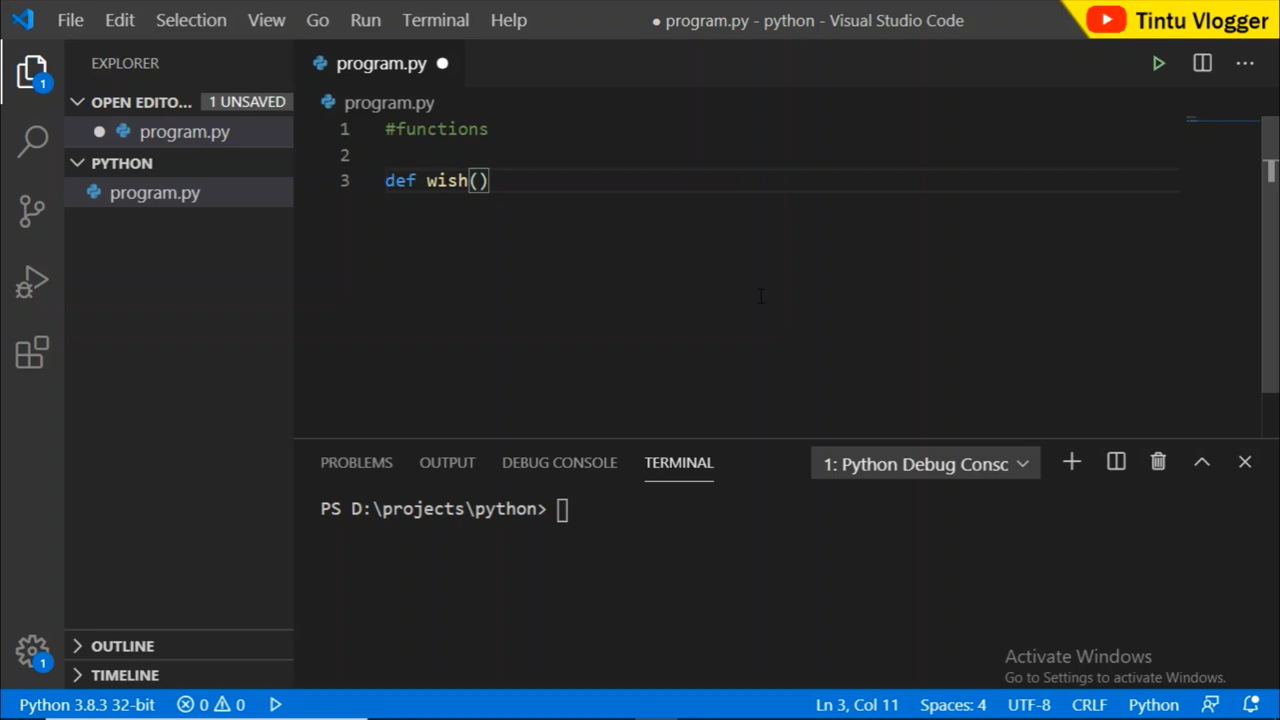 File Edit Selection View Go Run Terminal Help
● program.py - python - Visual Studio Code
Tintu Vlogger
EXPLORER
OPEN EDITO... 1 UNSAVED
program.py
PYTHON
program.py
OUTLINE
TIMELINE
1
1
program.py
program.py
1 #functions
2
3 def wish()
PROBLEMS OUTPUT DEBUG CONSOLE TERMINAL 1: Python Debug Consc
PS D:\projects\python>
Activate Windows
Go to Settings to activate Windows.
Python 3.8.3 32-bit 0 0 Ln 3, Col 11 Spaces: 4 UTF-8 CRLF Python